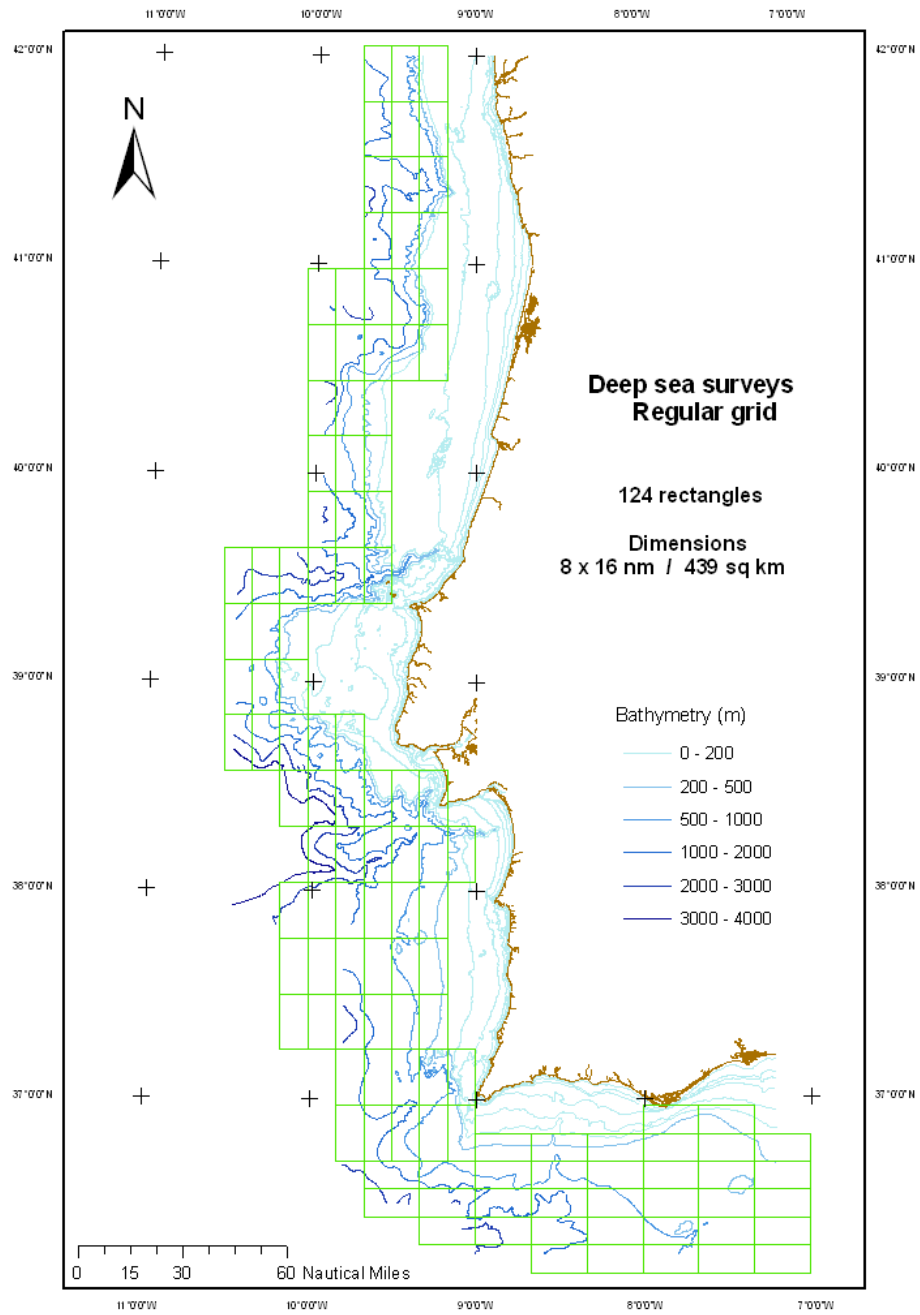 11°0'0"W 10°0'0"W 9°0'0"W 8°0'0"W 7°0'0"W
42°0'0"N 42°0'0"N
N
41°0'0"N 41°0'0"N
Deep sea surveys
Regular grid
40°0'0"N 40°0'0"N
124 rectangles
Dimensions
8 x 16 nm / 439 sq km
39°0'0"N 39°0'0"N
Bathymetry (m)
0 - 200
200 - 500
500 - 1000
1000 - 2000
2000 - 3000
3000 - 4000
38°0'0"N 38°0'0"N
37°0'0"N 37°0'0"N
0 15 30 60 Nautical Miles
11°0'0"W 10°0'0"W 9°0'0"W 8°0'0"W 7°0'0"W